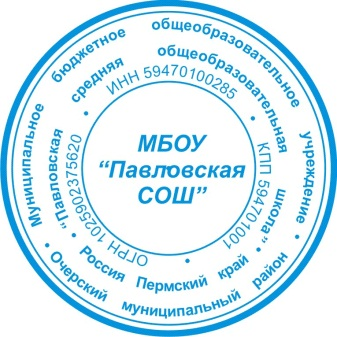 • Муниципальное бюджетное общеобразовательное учреждение •
Очерский муниципальный район
• "Павловская средняя общеобразовательная школа" •
Россия Пермский край
• ОГРН 1025902375620 • ИНН 59470100285 • КПП 594701001
МБОУ
"Павловская
СОШ"